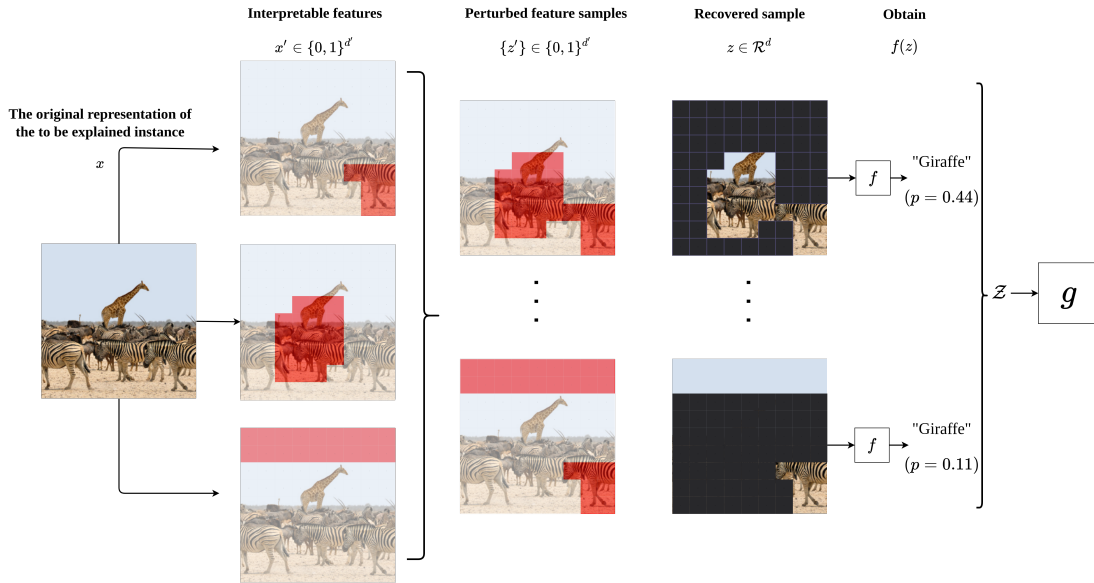 Interpretable features
Perturbed feature samples
Recovered sample
Obtain
x′ ∈ {0, 1}^{d′}
{z′} ∈ {0, 1}^{d′}
z ∈ ℛ^d
f(z)
The original representation of
the to be explained instance
x
f
"Giraffe"
(p = 0.44)
𝒵
g
f
"Giraffe"
(p = 0.11)